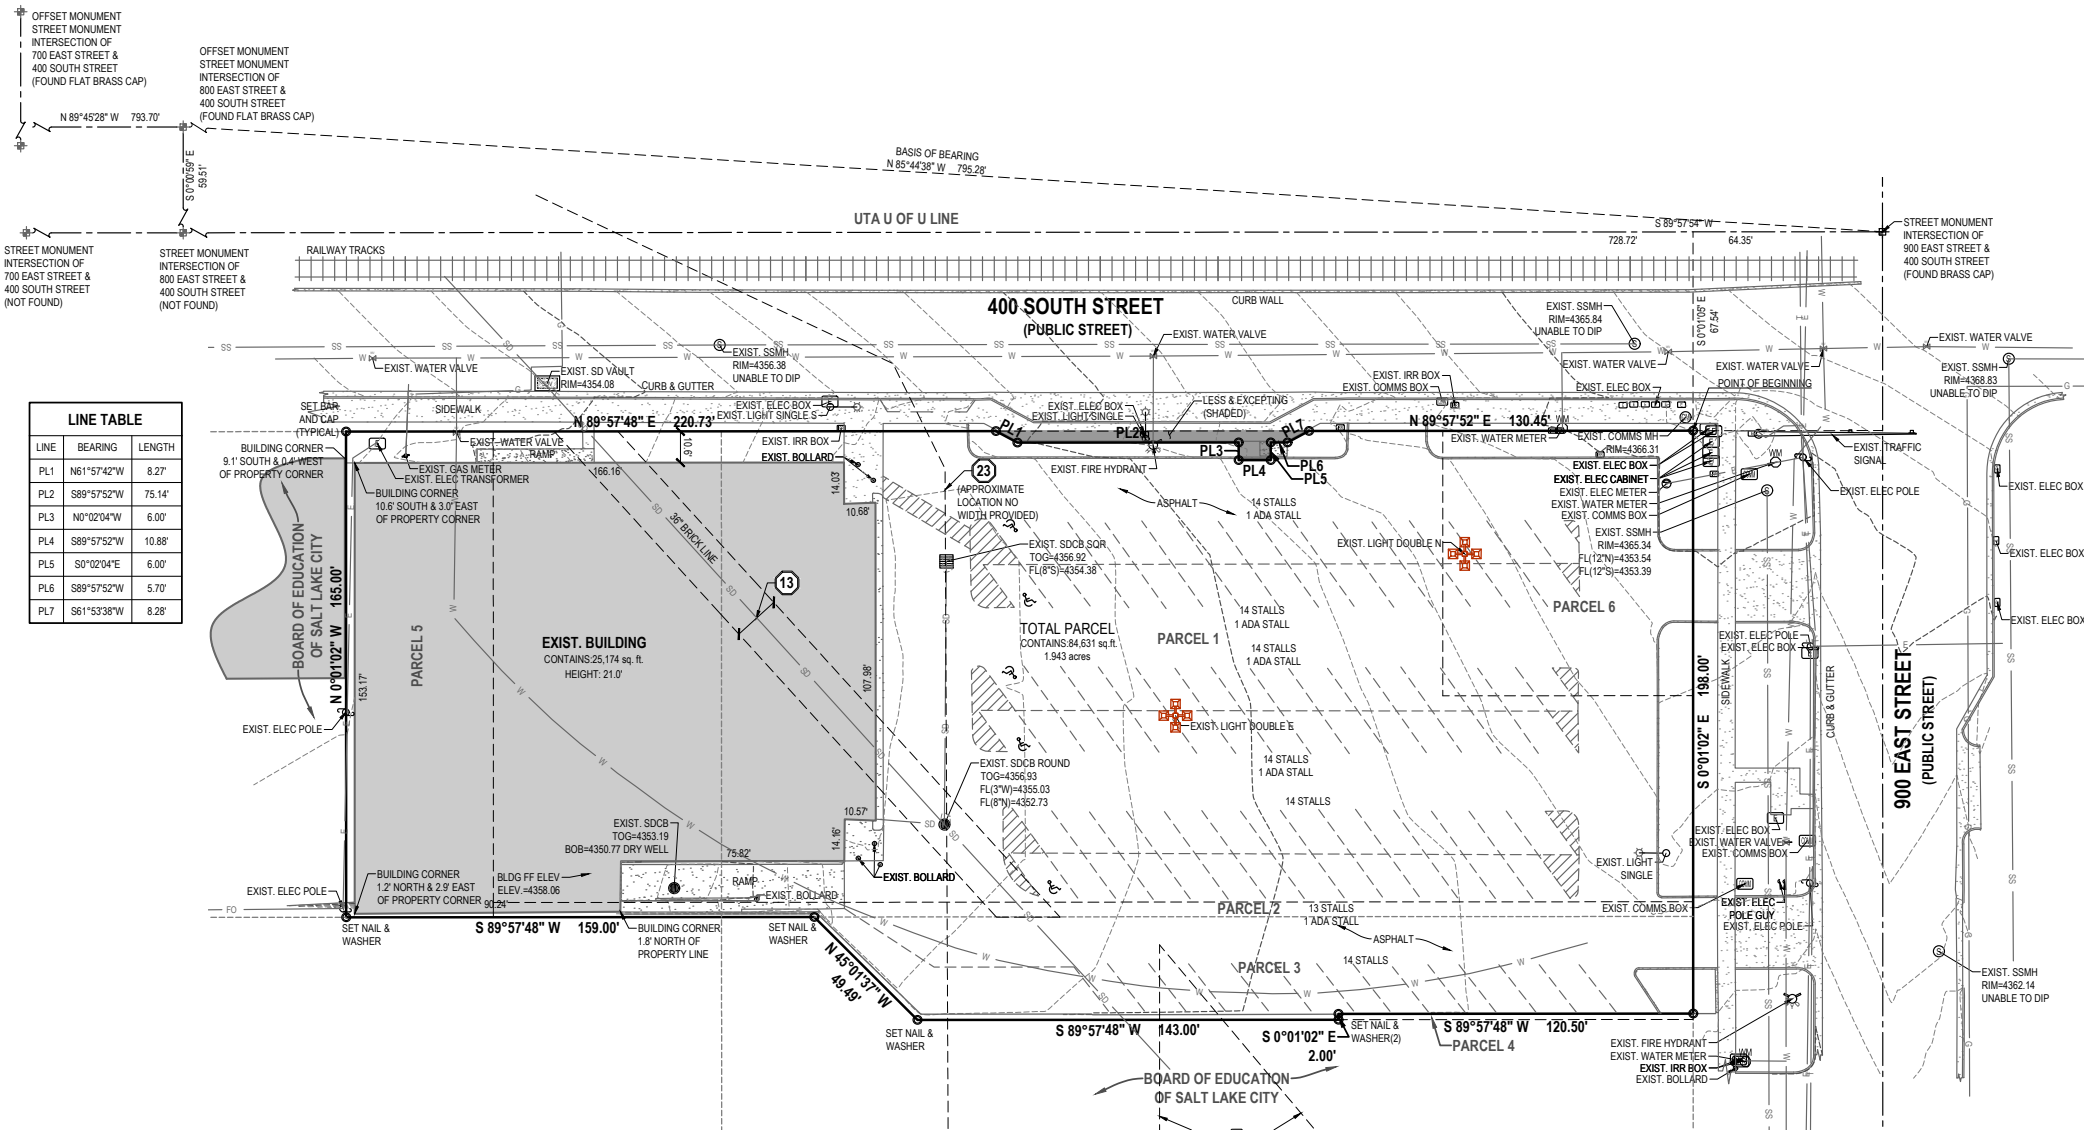 OFFSET MONUMENT
STREET MONUMENT
INTERSECTION OF
700 EAST STREET &
400 SOUTH STREET
(FOUND FLAT BRASS CAP)
OFFSET MONUMENT
STREET MONUMENT
INTERSECTION OF
800 EAST STREET &
400 SOUTH STREET
(FOUND FLAT BRASS CAP)
N 89°45'28" W 793.70'
S 0°00'59" E
59.51'
BASIS OF BEARING
N 85°44'38" W 795.28'
UTA U OF U LINE
S 89°57'54" W
728.72'
64.35'
STREET MONUMENT
INTERSECTION OF
900 EAST STREET &
400 SOUTH STREET
(FOUND BRASS CAP)
STREET MONUMENT
INTERSECTION OF
700 EAST STREET &
400 SOUTH STREET
(NOT FOUND)
STREET MONUMENT
INTERSECTION OF
800 EAST STREET &
400 SOUTH STREET
(NOT FOUND)
RAILWAY TRACKS
400 SOUTH STREET
(PUBLIC STREET)
CURB WALL
EXIST. SSMH
RIM=4365.84
UNABLE TO DIP
S 0°01'05" E
67.54'
EXIST. WATER VALVE
EXIST. WATER VALVE
EXIST. SSMH
RIM=4356.38
UNABLE TO DIP
EXIST. WATER VALVE
EXIST. WATER VALVE
EXIST. WATER VALVE
EXIST. SSMH
RIM=4368.83
UNABLE TO DIP
EXIST. SD VAULT
RIM=4354.08
CURB & GUTTER
EXIST. IRR BOX
EXIST. COMMS BOX
EXIST. ELEC BOX
POINT OF BEGINNING
LINE TABLE
LINE BEARING LENGTH
PL1 N61°57'42"W 8.27'
PL2 S89°57'52"W 75.14'
PL3 N0°02'04"W 6.00'
PL4 S89°57'52"W 10.88'
PL5 S0°02'04"E 6.00'
PL6 S89°57'52"W 5.70'
PL7 S61°53'38"W 8.28'
SET BAR
AND CAP
(TYPICAL)
SIDEWALK
N 89°57'48" E 220.73'
EXIST. ELEC BOX
EXIST. LIGHT SINGLE S
EXIST. ELEC BOX
EXIST. LIGHT SINGLE
LESS & EXCEPTING
(SHADED)
N 89°57'52" E 130.45'
PL1
PL2
PL3
PL4
PL5
PL6
PL7
BUILDING CORNER
9.1' SOUTH & 0.4' WEST
OF PROPERTY CORNER
EXIST. WATER VALVE
RAMP
EXIST. GAS METER
EXIST. ELEC TRANSFORMER
166.16'
10.6'
EXIST. IRR BOX
EXIST. BOLLARD
EXIST. WATER METER
EXIST. COMMS MH
RIM=4366.31
EXIST. TRAFFIC
SIGNAL
BUILDING CORNER
10.6' SOUTH & 3.0' EAST
OF PROPERTY CORNER
14.03'
10.68'
23
(APPROXIMATE
LOCATION NO
WIDTH PROVIDED)
EXIST. FIRE HYDRANT
ASPHALT
14 STALLS
1 ADA STALL
EXIST. ELEC BOX
EXIST. ELEC CABINET
EXIST. ELEC METER
EXIST. WATER METER
EXIST. COMMS BOX
EXIST. ELEC POLE
EXIST. ELEC BOX
EXIST. SSMH
RIM=4365.34
FL(12"N)=4353.54
FL(12"S)=4353.39
EXIST. LIGHT DOUBLE N
EXIST. SDCB SQR
TOG=4356.92
FL(8"S)=4354.38
36" BRICK LINE
13
EXIST. ELEC BOX
BOARD OF EDUCATION
OF SALT LAKE CITY
N 0°01'02" W 165.00'
PARCEL 5
EXIST. BUILDING
CONTAINS:25,174 sq. ft.
HEIGHT: 21.0'
TOTAL PARCEL
CONTAINS:84,631 sq.ft.
1.943 acres
PARCEL 1
14 STALLS
1 ADA STALL
14 STALLS
1 ADA STALL
PARCEL 6
EXIST. ELEC BOX
EXIST. ELEC POLE
EXIST. ELEC BOX
153.17'
107.98'
S 0°01'02" E 198.00'
SIDEWALK
CURB & GUTTER
900 EAST STREET
(PUBLIC STREET)
EXIST. ELEC POLE
EXIST. LIGHT DOUBLE E
EXIST. SDCB ROUND
TOG=4356.93
FL(3"W)=4355.03
FL(8"N)=4352.73
14 STALLS
1 ADA STALL
14 STALLS
10.57'
14.16'
EXIST. SDCB
TOG=4353.19
BOB=4350.77 DRY WELL
75.82'
EXIST. ELEC BOX
EXIST. WATER VALVE
EXIST. COMMS BOX
EXIST. LIGHT
SINGLE
EXIST. ELEC POLE
BUILDING CORNER
1.2' NORTH & 2.9' EAST
OF PROPERTY CORNER
BLDG FF ELEV
ELEV.=4358.06
90.24'
RAMP
EXIST. BOLLARD
EXIST. BOLLARD
PARCEL 2
13 STALLS
1 ADA STALL
EXIST. COMMS BOX
EXIST. ELEC
POLE GUY
EXIST. ELEC POLE
SET NAIL &
WASHER
S 89°57'48" W 159.00'
BUILDING CORNER
1.8' NORTH OF
PROPERTY LINE
SET NAIL &
WASHER
N 45°01'37" W
49.49'
ASPHALT
14 STALLS
PARCEL 3
EXIST. SSMH
RIM=4362.14
UNABLE TO DIP
SET NAIL &
WASHER
S 89°57'48" W 143.00'
S 0°01'02" E
2.00'
SET NAIL &
WASHER(2)
S 89°57'48" W 120.50'
PARCEL 4
EXIST. FIRE HYDRANT
EXIST. WATER METER
EXIST. IRR BOX
EXIST. BOLLARD
BOARD OF EDUCATION
OF SALT LAKE CITY